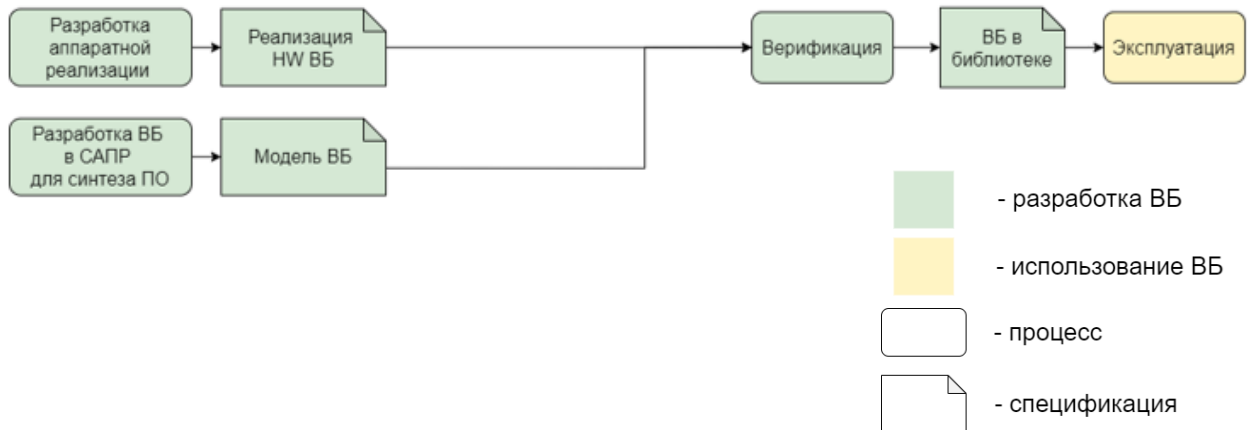 Разработка
аппаратной
реализации
Реализация
HW ВБ
Верификация
ВБ в
библиотеке
Эксплуатация
Разработка ВБ
в САПР
для синтеза ПО
Модель ВБ
- разработка ВБ
- использование ВБ
- процесс
- спецификация